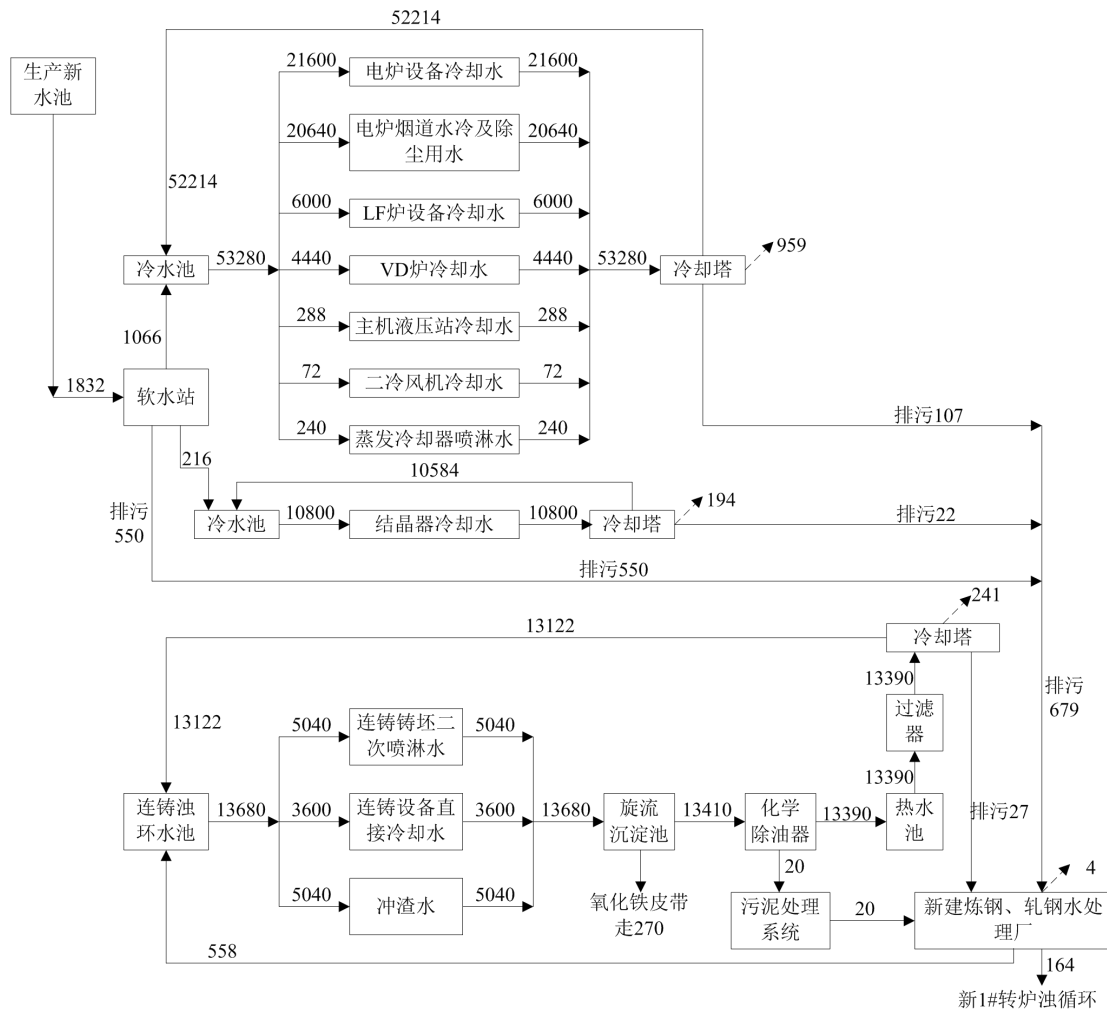 52214
生产新
水池
21600
电炉设备冷却水
21600
20640
电炉烟道水冷及除
尘用水
20640
52214
6000
LF炉设备冷却水
6000
冷水池
53280
4440
VD炉冷却水
4440
53280
冷却塔
959
1066
288
主机液压站冷却水
288
1832
软水站
72
二冷风机冷却水
72
240
蒸发冷却器喷淋水
240
排污107
216
10584
排污
550
冷水池
10800
结晶器冷却水
10800
冷却塔
194
排污22
排污550
241
13122
冷却塔
13390
排污
679
13122
5040
连铸铸坯二
次喷淋水
5040
过滤
器
13390
连铸浊
环水池
13680
3600
连铸设备直
接冷却水
3600
13680
旋流
沉淀池
13410
化学
除油器
13390
热水
池
排污27
20
4
5040
冲渣水
5040
氧化铁皮带
走270
污泥处理
系统
20
新建炼钢、轧钢水处
理厂
558
164
新1#转炉浊循环